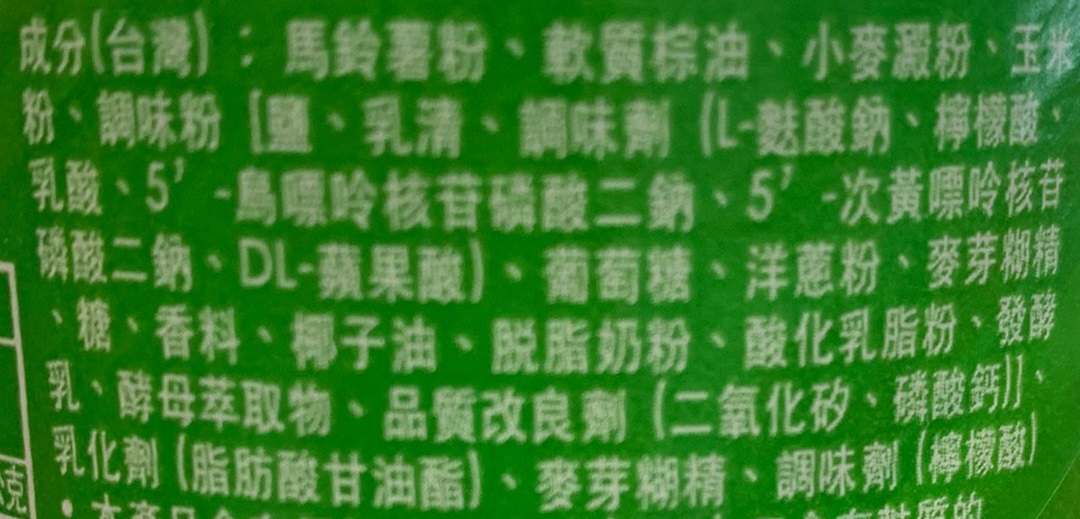 成分(台灣)：馬鈴薯粉、軟質棕油、小麥澱粉、玉米
粉、調味粉［鹽、乳清、調味劑 (L-麩酸鈉、檸檬酸、
乳酸、5'-鳥嘌呤核苷磷酸二鈉、5'-次黃嘌呤核苷
磷酸二鈉、DL-蘋果酸)、葡萄糖、洋蔥粉、麥芽糊精
、糖、香料、椰子油、脫脂奶粉、酸化乳脂粉、發酵
乳、酵母萃取物、品質改良劑 (二氧化矽、磷酸鈣)］、
乳化劑 (脂肪酸甘油酯)、麥芽糊精、調味劑 (檸檬酸)
克